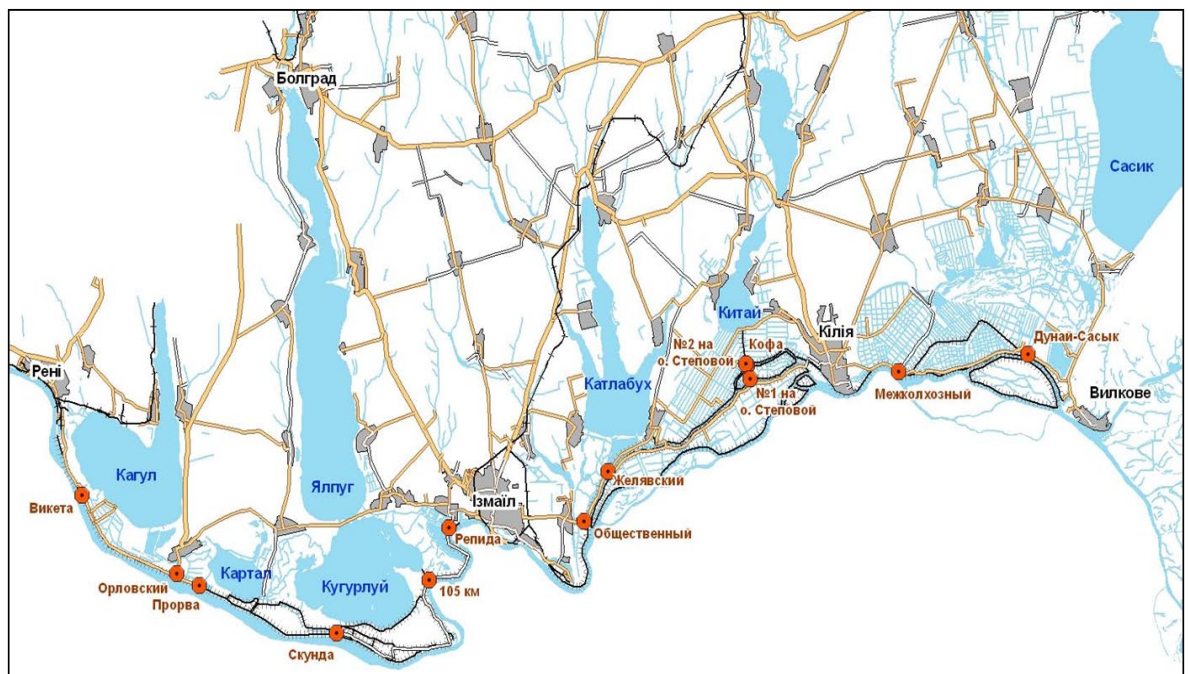 Болград
Сасик
Китай
Кілія
№2 на
о. Степовой
Кофа
Дунай-Сасык
Рені
Катлабух
№1 на
о. Степовой
Межколхозный
Вилкове
Кагул
Ялпуг
Ізмаїл
Желявский
Викета
Репида
Общественный
Орловский
Картал
Кугурлуй
105 км
Прорва
Скунда